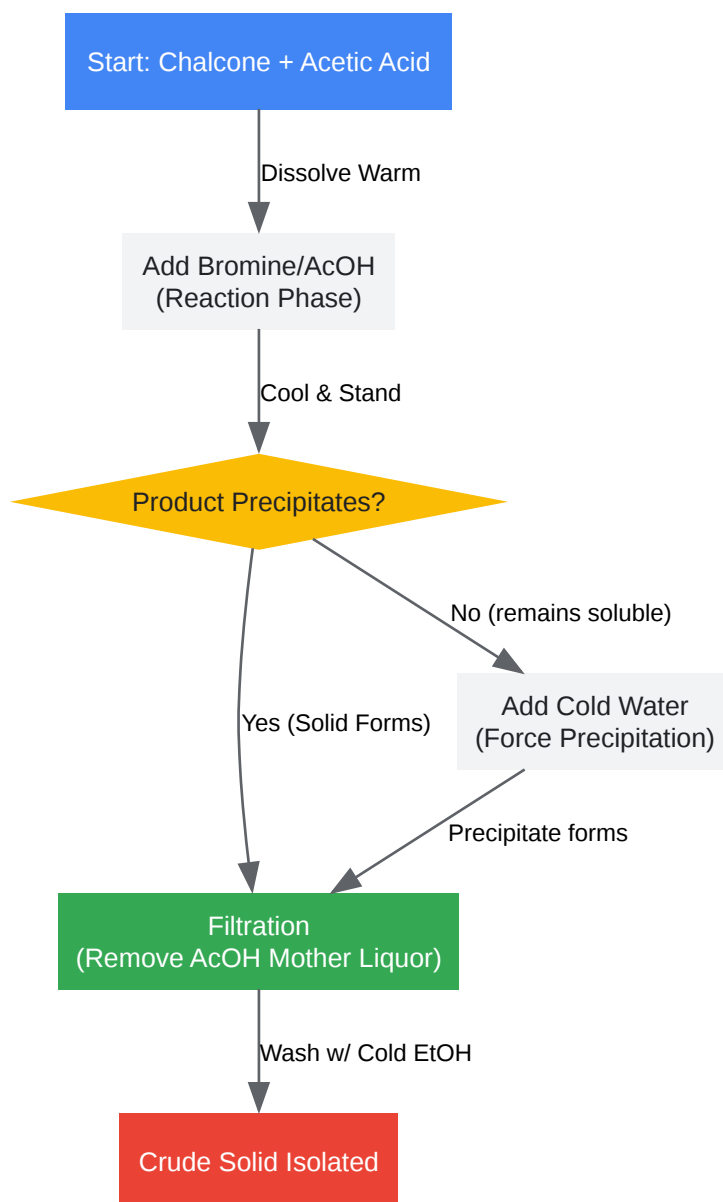 Start: Chalcone + Acetic Acid
Dissolve Warm
Add Bromine/AcOH
(Reaction Phase)
Cool & Stand
Product Precipitates?
No (remains soluble)
Add Cold Water
(Force Precipitation)
Yes (Solid Forms)
Precipitate forms
Filtration
(Remove AcOH Mother Liquor)
Wash w/ Cold EtOH
Crude Solid Isolated